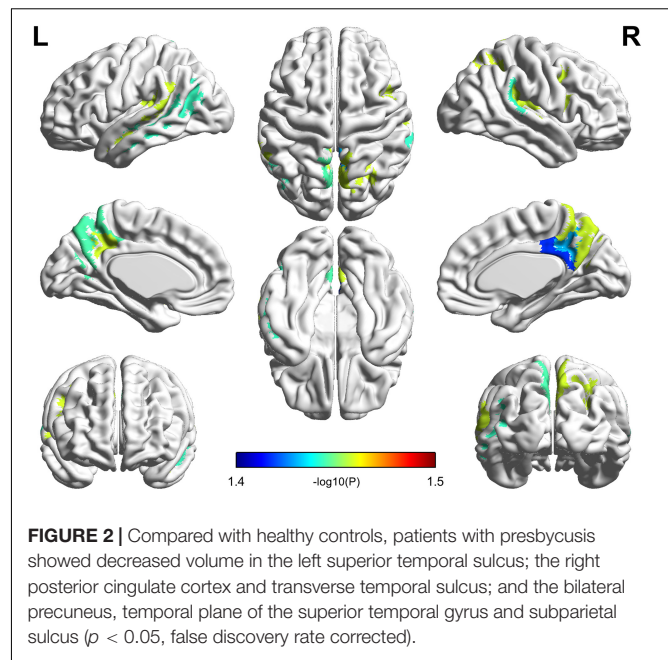 L
R
1.4
-log10(P)
1.5
FIGURE 2 | Compared with healthy controls, patients with presbycusis
showed decreased volume in the left superior temporal sulcus; the right
posterior cingulate cortex and transverse temporal sulcus; and the bilateral
precuneus, temporal plane of the superior temporal gyrus and subparietal
sulcus (p < 0.05, false discovery rate corrected).